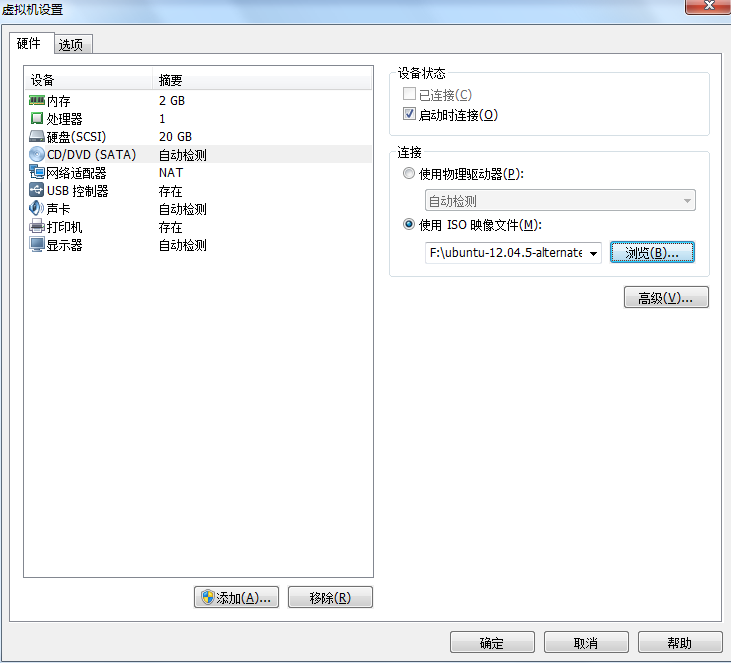 虚拟机设置
硬件 选项
设备 摘要
内存 2 GB
处理器 1
硬盘(SCSI) 20 GB
CD/DVD (SATA) 自动检测
网络适配器 NAT
USB 控制器 存在
声卡 自动检测
打印机 存在
显示器 自动检测
添加(A)... 移除(R)
设备状态
已连接(C)
启动时连接(O)
连接
使用物理驱动器(P):
自动检测
使用 ISO 映像文件(M):
F:\ubuntu-12.04.5-alternate 浏览(B)...
高级(V)...
确定 取消 帮助